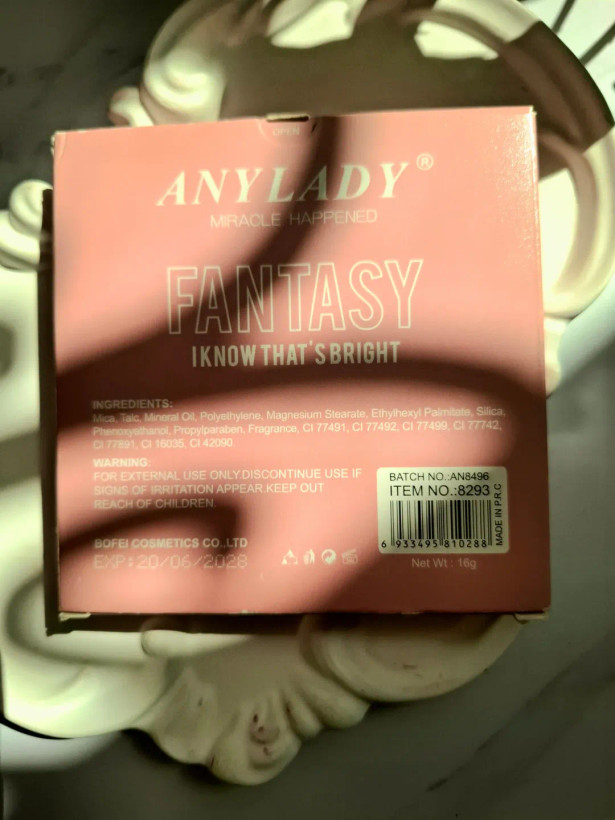 OPEN
ANYLADY®
MIRACLE HAPPENED
FANTASY
I KNOW THAT'S BRIGHT
INGREDIENTS:
Mica, Talc, Mineral Oil, Polyethylene, Magnesium Stearate, Ethylhexyl Palmitate, Silica,
Phenoxyethanol, Propylparaben, Fragrance, CI 77491, CI 77492, CI 77499, CI 77742,
CI 77891, CI 16035, CI 42090.
WARNING:
FOR EXTERNAL USE ONLY.DISCONTINUE USE IF
SIGNS OF IRRITATION APPEAR.KEEP OUT
REACH OF CHILDREN.
BOFEI COSMETICS CO.,LTD
EXP:20/06/2028
BATCH NO.:AN8496
ITEM NO.:8293
MADE IN P.R.C
6 933495 810288
Net Wt : 16g